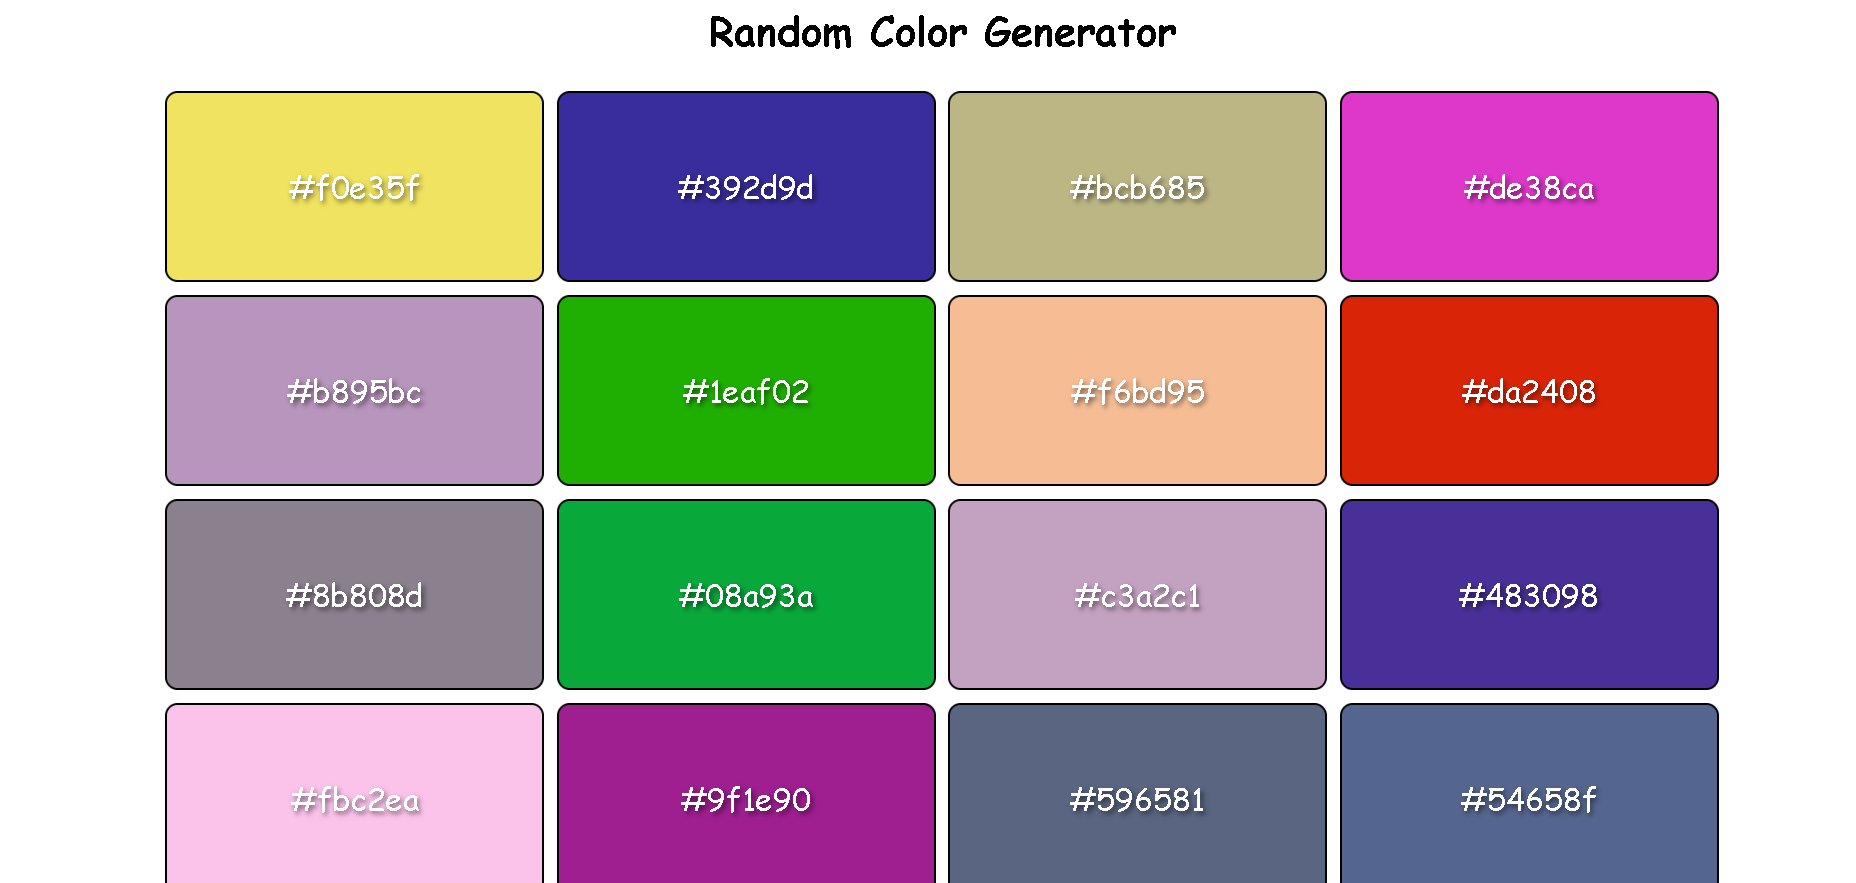 Random Color Generator
#f0e35f #392d9d #bcb685 #de38ca
#b895bc #1eaf02 #f6bd95 #da2408
#8b808d #08a93a #c3a2c1 #483098
#fbc2ea #9f1e90 #596581 #54658f